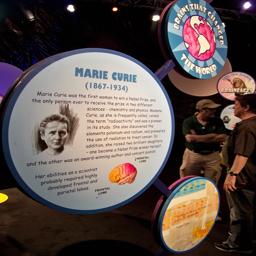 MARIE CURIE
(1867-1934)
Marie Curie was the first woman to win a Nobel Prize, and
the only person ever to receive the prize in two different
sciences - chemistry and physics. Madame
Curie, as she is frequently called, coined
the term "radioactivity" and was a pioneer
in its study. She also discovered the
elements polonium and radium, and pioneered
the use of radiation to treat cancer. In
addition, she raised two brilliant daughters
- one became a Nobel Prize winner herself,
and the other was an award-winning author and concert pianist.
Her abilities as a scientist
probably required highly
developed frontal and
parietal lobes.
THE WORLD